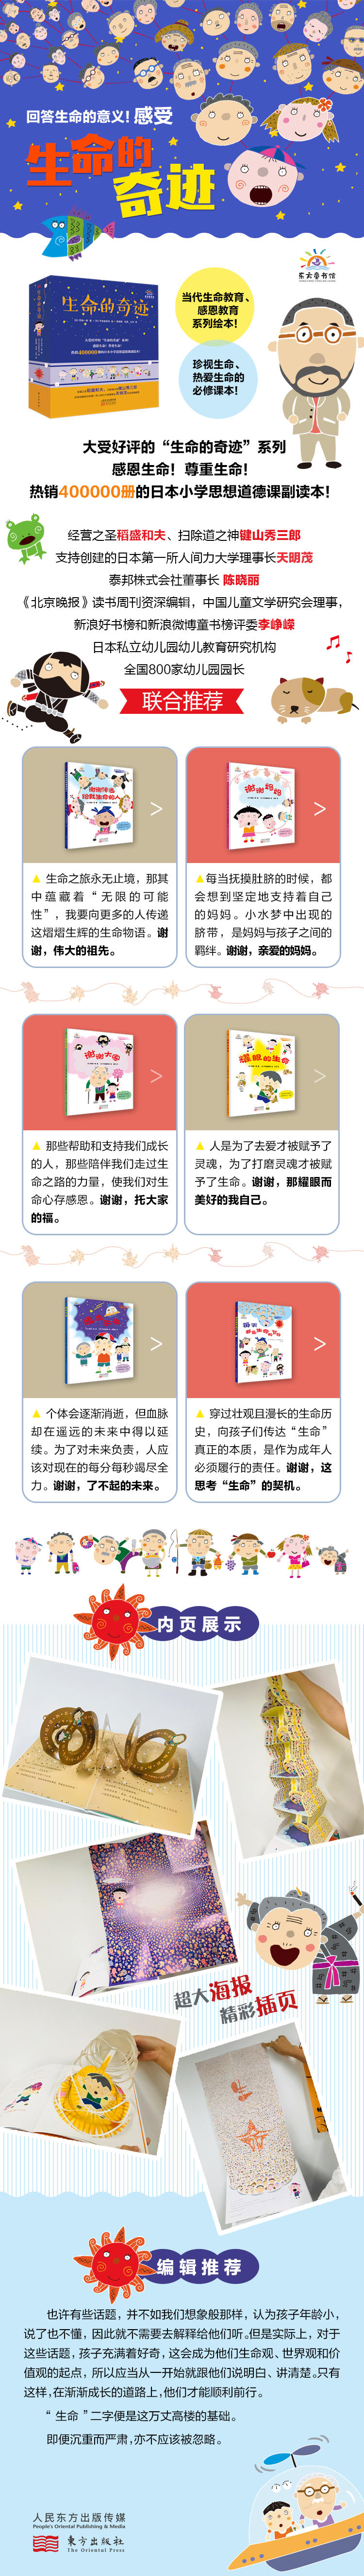 回答生命的意义！感受
生命的
奇迹
东方童书馆
生命的奇迹
当代生命教育、
感恩教育
系列绘本！
珍视生命、
热爱生命的
必修课本！
大受好评的“生命的奇迹”系列
感恩生命！尊重生命！
热销400000册的日本小学思想道德课副读本！
经营之圣稻盛和夫、扫除道之神键山秀三郎
支持创建的日本第一所人间力大学理事长天明茂
泰邦株式会社董事长 陈晓丽
《北京晚报》读书周刊资深编辑，中国儿童文学研究会理事，
新浪好书榜和新浪微博童书榜评委李峥嵘
日本私立幼儿园幼儿教育研究机构
全国800家幼儿园园长
联合推荐
谢谢妈妈
▲ 生命之旅永无止境，那其
中蕴藏着“无限的可能
性”，我要向更多的人传递
这熠熠生辉的生命物语。谢
谢，伟大的祖先。
▲每当抚摸肚脐的时候，都
会想到坚定地支持着自己
的妈妈。小水梦中出现的
脐带，是妈妈与孩子之间的
羁绊。谢谢，亲爱的妈妈。
谢谢大家
耀眼的生命
▲ 那些帮助和支持我们成长
的人，那些陪伴我们走过生
命之路的力量，使我们对生
命心存感恩。谢谢，托大家
的福。
▲ 人是为了去爱才被赋予了
灵魂，为了打磨灵魂才被赋
予了生命。谢谢，那耀眼而
美好的我自己。
▲ 个体会逐渐消逝，但血脉
却在遥远的未来中得以延
续。为了对未来负责，人应
该对现在的每分每秒竭尽全
力。谢谢，了不起的未来。
▲ 穿过壮观且漫长的生命历
史，向孩子们传达“生命”
真正的本质，是作为成年人
必须履行的责任。谢谢，这
思考“生命”的契机。
内页展示
超大海报
精彩插页
编辑推荐
也许有些话题，并不如我们想象般那样，认为孩子年龄小，
说了也不懂，因此就不需要去解释给他们听。但是实际上，对于
这些话题，孩子充满着好奇，这会成为他们生命观、世界观和价
值观的起点，所以应当从一开始就跟他们说明白、讲清楚。只有
这样，在渐渐成长的道路上，他们才能顺利前行。
“生命”二字便是这万丈高楼的基础。
即便沉重而严肃，亦不应该被忽略。
人民东方出版传媒
People's Oriental Publishing & Media
東方出版社
The Oriental Press